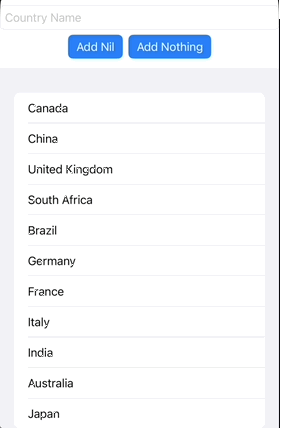 Country Name
Add Nil Add Nothing
Canada
China
United Kingdom
South Africa
Brazil
Germany
France
Italy
India
Australia
Japan